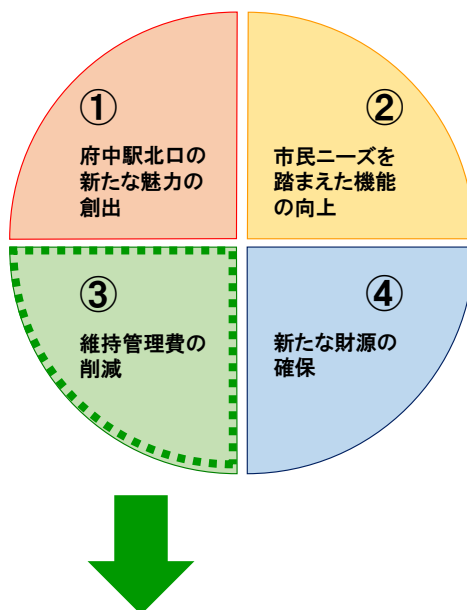 ①
府中駅北口の
新たな魅力の
創出
②
市民ニーズを
踏まえた機能
の向上
③
維持管理費の
削減
④
新たな財源の
確保